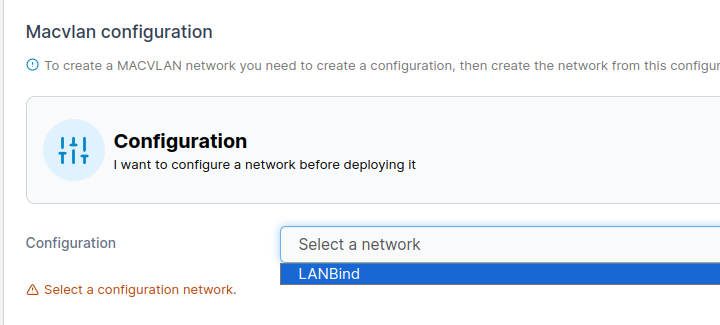 Macvlan configuration
To create a MACVLAN network you need to create a configuration, then create the network from this configur
Configuration
I want to configure a network before deploying it
Configuration
Select a network
LANBind
Select a configuration network.